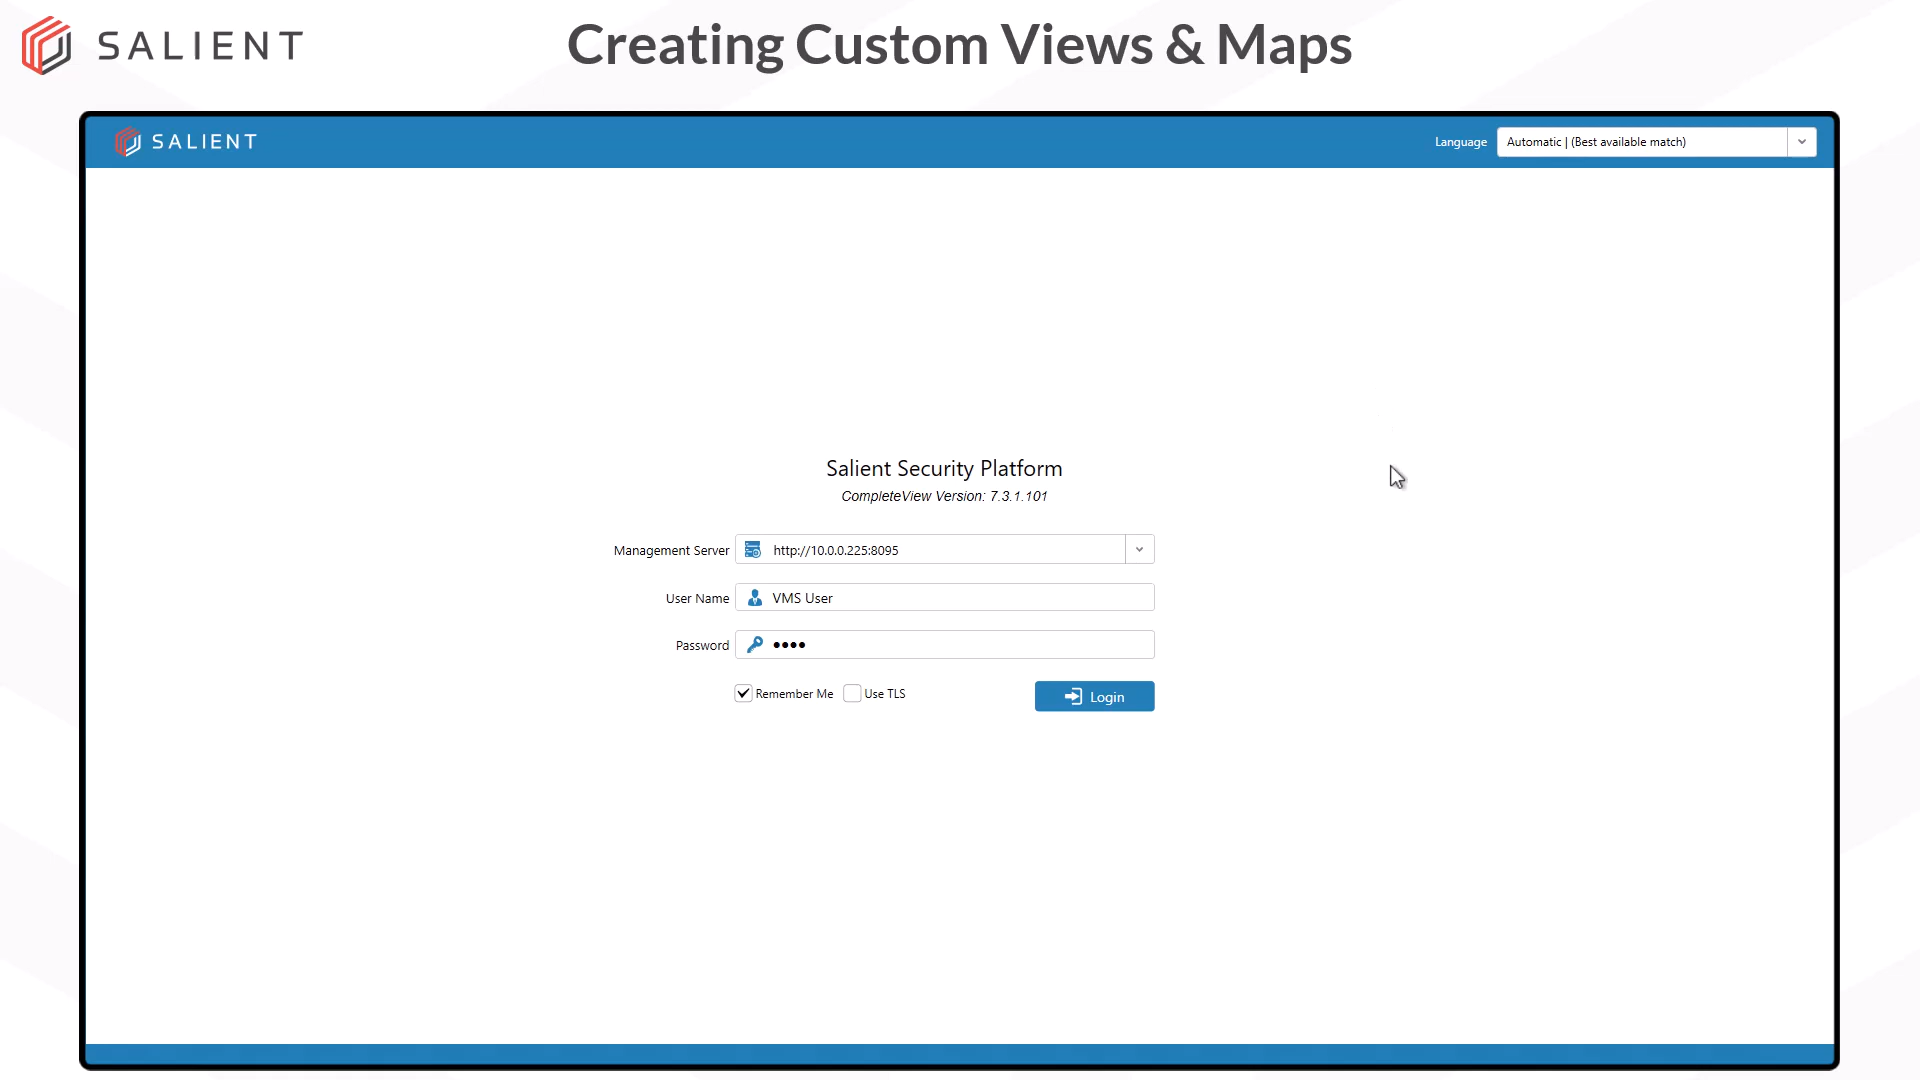 SALIENT
Creating Custom Views & Maps
SALIENT
Language
Automatic | (Best available match)
Salient Security Platform
CompleteView Version: 7.3.1.101
Management Server
http://10.0.0.225:8095
User Name
VMS User
Password
••••
Remember Me
Use TLS
Login